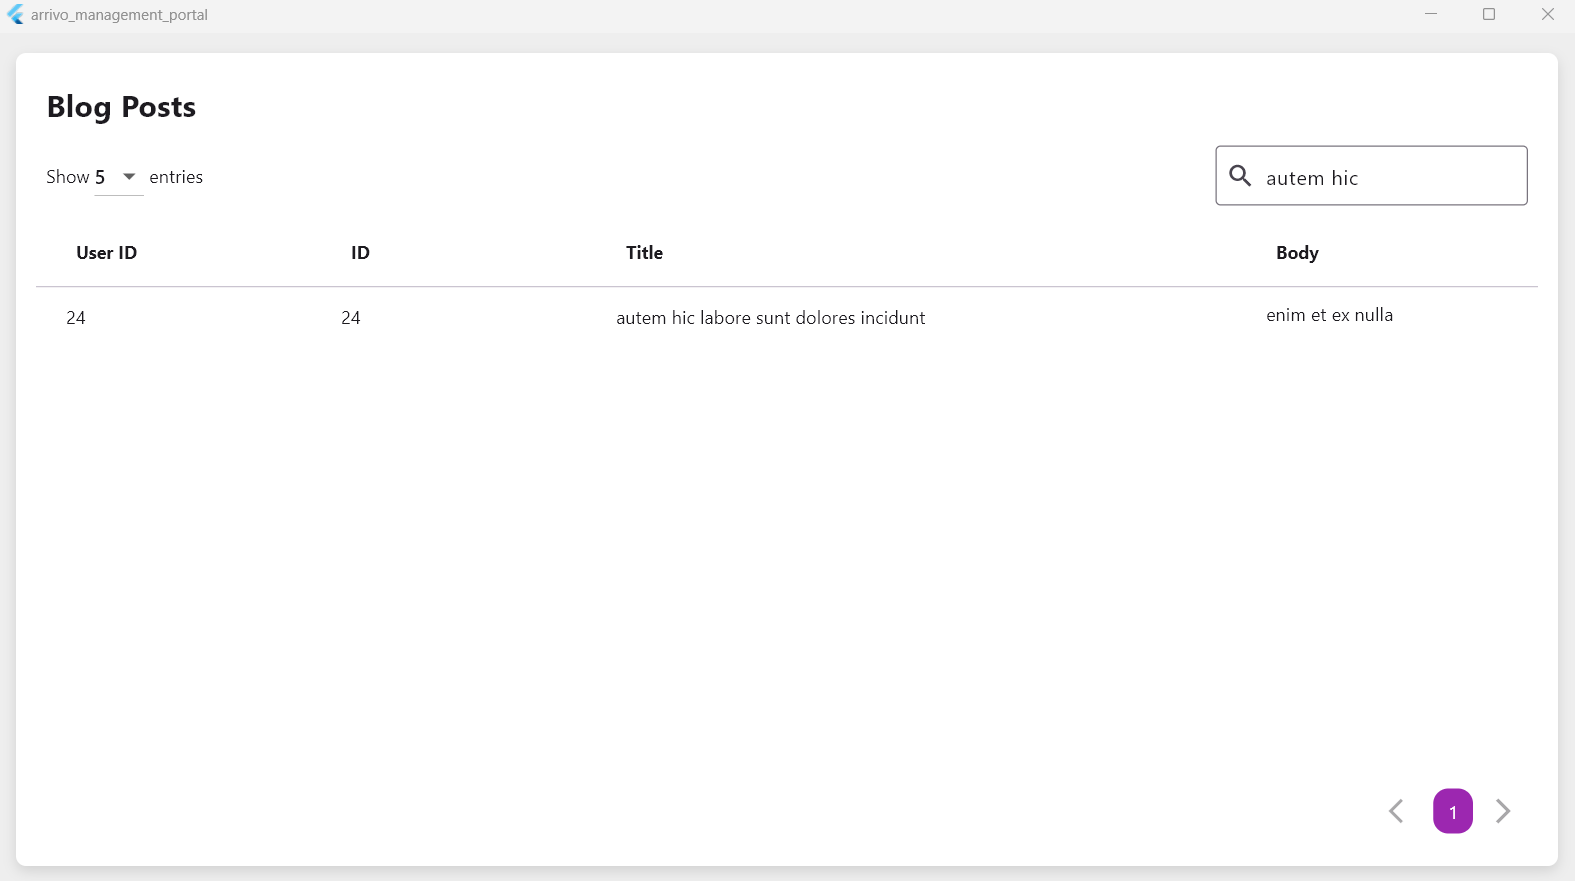 arrivo_management_portal
Blog Posts
Show 5 entries
autem hic
User ID ID Title Body
24 24 autem hic labore sunt dolores incidunt enim et ex nulla
1